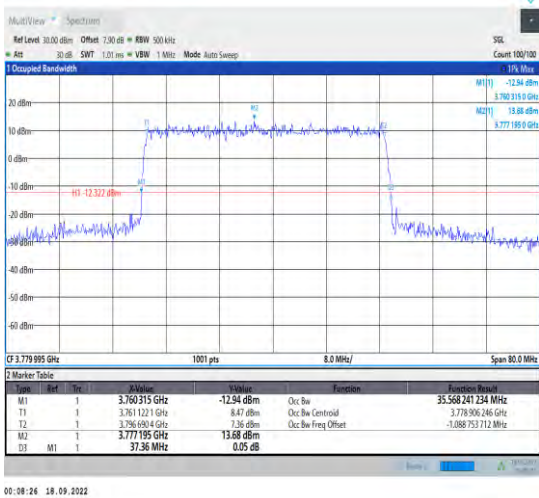 MultiView Spectrum
Ref Level 30.00 dBm Offset 7.90 dB RBW 500 kHz SGL
Att 30 dB SWT 1.01 ms VBW 1 MHz Mode Auto Sweep Count 100/100
1 Occupied Bandwidth 1Pk Max
M1[1] -12.94 dBm
3.760 315 0 GHz
M2[1] 13.68 dBm
3.777 195 0 GHz
20 dBm
M2
T1
10 dBm
0 dBm
-10 dBm
M1
H1 -12.322 dBm
-20 dBm
-40 dBm
-50 dBm
-60 dBm
CF 3.779 995 GHz 1001 pts 8.0 MHz/ Span 80.0 MHz
2 Marker Table
Type Ref Trc X-Value Y-Value Function Function Result
M1 1 3.760 315 GHz -12.94 dBm Occ Bw 35.568 241 234 MHz
T1 1 3.761 122 1 GHz 8.47 dBm Occ Bw Centroid 3.778 906 246 GHz
T2 1 3.796 690 4 GHz 7.36 dBm Occ Bw Freq Offset -1.088 753 712 MHz
M2 1 3.777 195 GHz 13.68 dBm
D3 M1 1 37.36 MHz 0.05 dB
00:08:26 18.09.2022